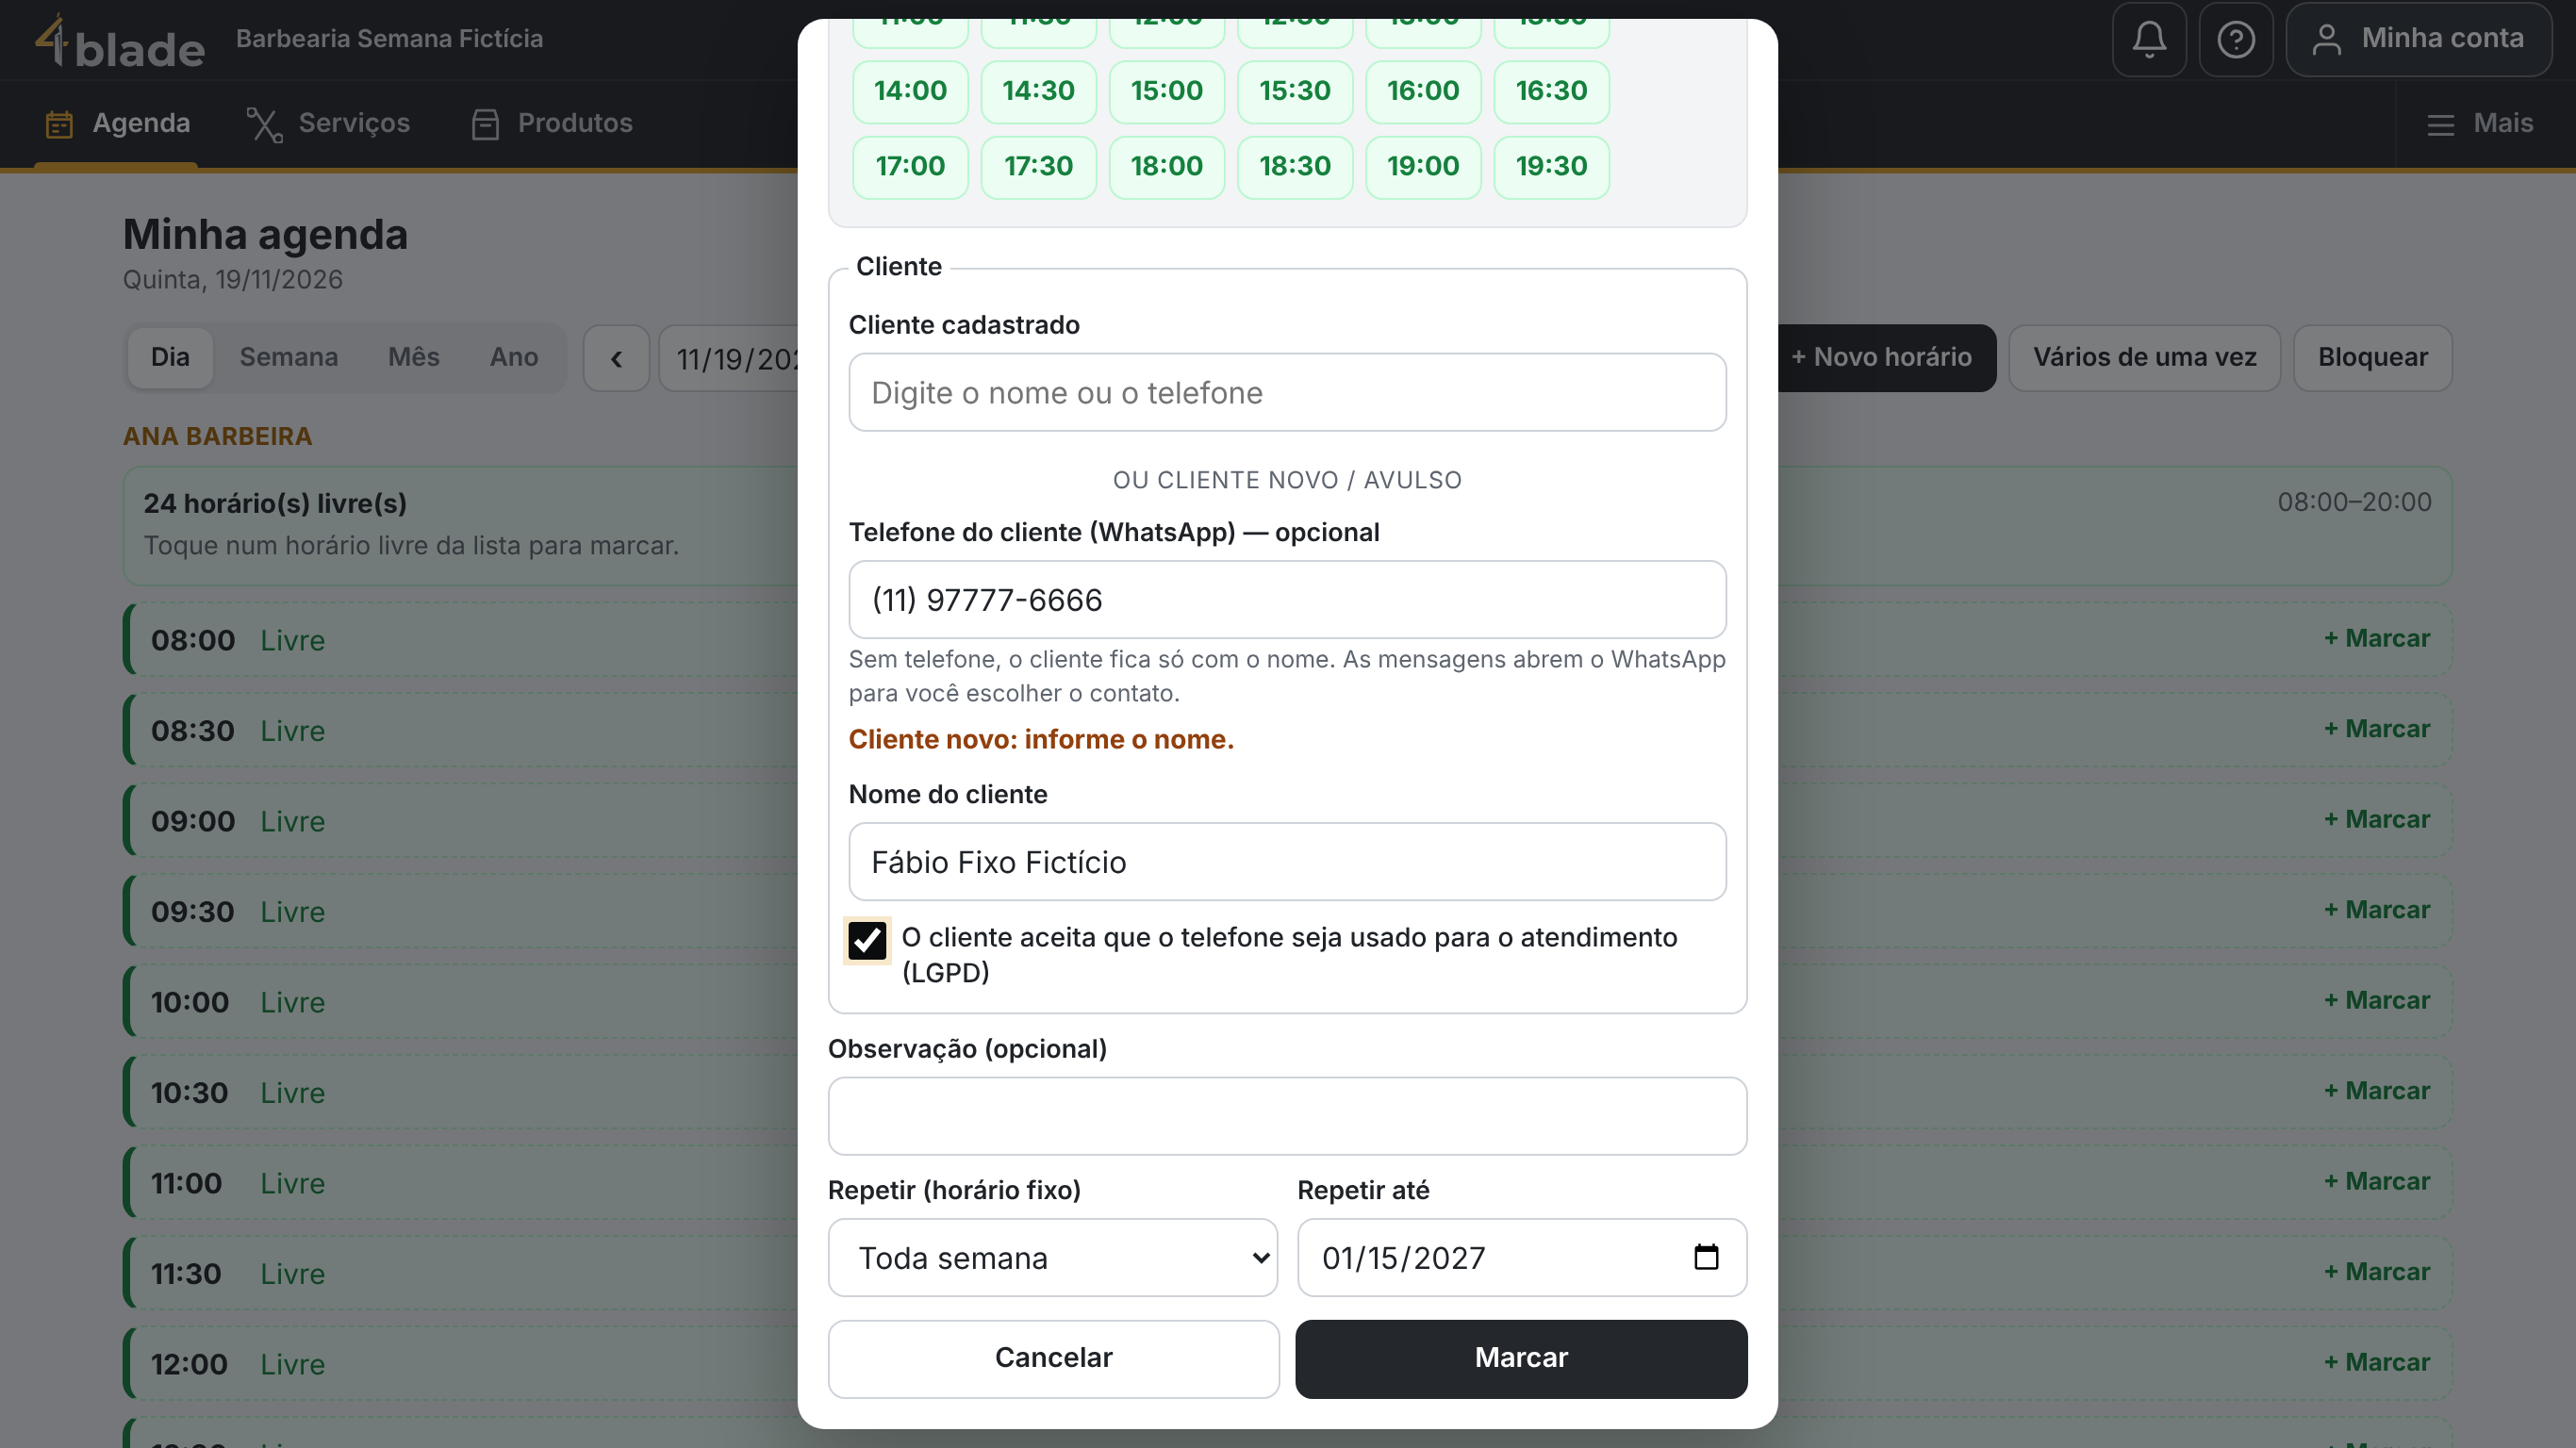 4blade
Barbearia Semana Fictícia
Minha conta
Agenda
Serviços
Produtos
Mais
Minha agenda
Quinta, 19/11/2026
Dia
Semana
Mês
Ano
‹
11/19/202
+ Novo horário
Vários de uma vez
Bloquear
ANA BARBEIRA
24 horário(s) livre(s)
08:00–20:00
Toque num horário livre da lista para marcar.
08:00 Livre + Marcar
08:30 Livre + Marcar
09:00 Livre + Marcar
09:30 Livre + Marcar
10:00 Livre + Marcar
10:30 Livre + Marcar
11:00 Livre + Marcar
11:30 Livre + Marcar
12:00 Livre + Marcar
14:00 14:30 15:00 15:30 16:00 16:30
17:00 17:30 18:00 18:30 19:00 19:30
Cliente
Cliente cadastrado
Digite o nome ou o telefone
OU CLIENTE NOVO / AVULSO
Telefone do cliente (WhatsApp) — opcional
(11) 97777-6666
Sem telefone, o cliente fica só com o nome. As mensagens abrem o WhatsApp
para você escolher o contato.
Cliente novo: informe o nome.
Nome do cliente
Fábio Fixo Fictício
O cliente aceita que o telefone seja usado para o atendimento
(LGPD)
Observação (opcional)
Repetir (horário fixo)
Repetir até
Toda semana
01/15/2027
Cancelar
Marcar